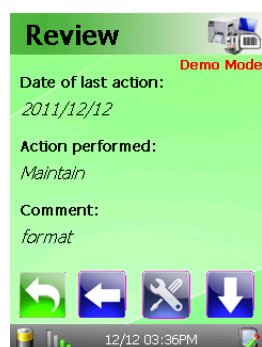 Review
Demo Mode
Date of last action:
2011/12/12
Action performed:
Maintain
Comment:
format
12/12 03:36PM